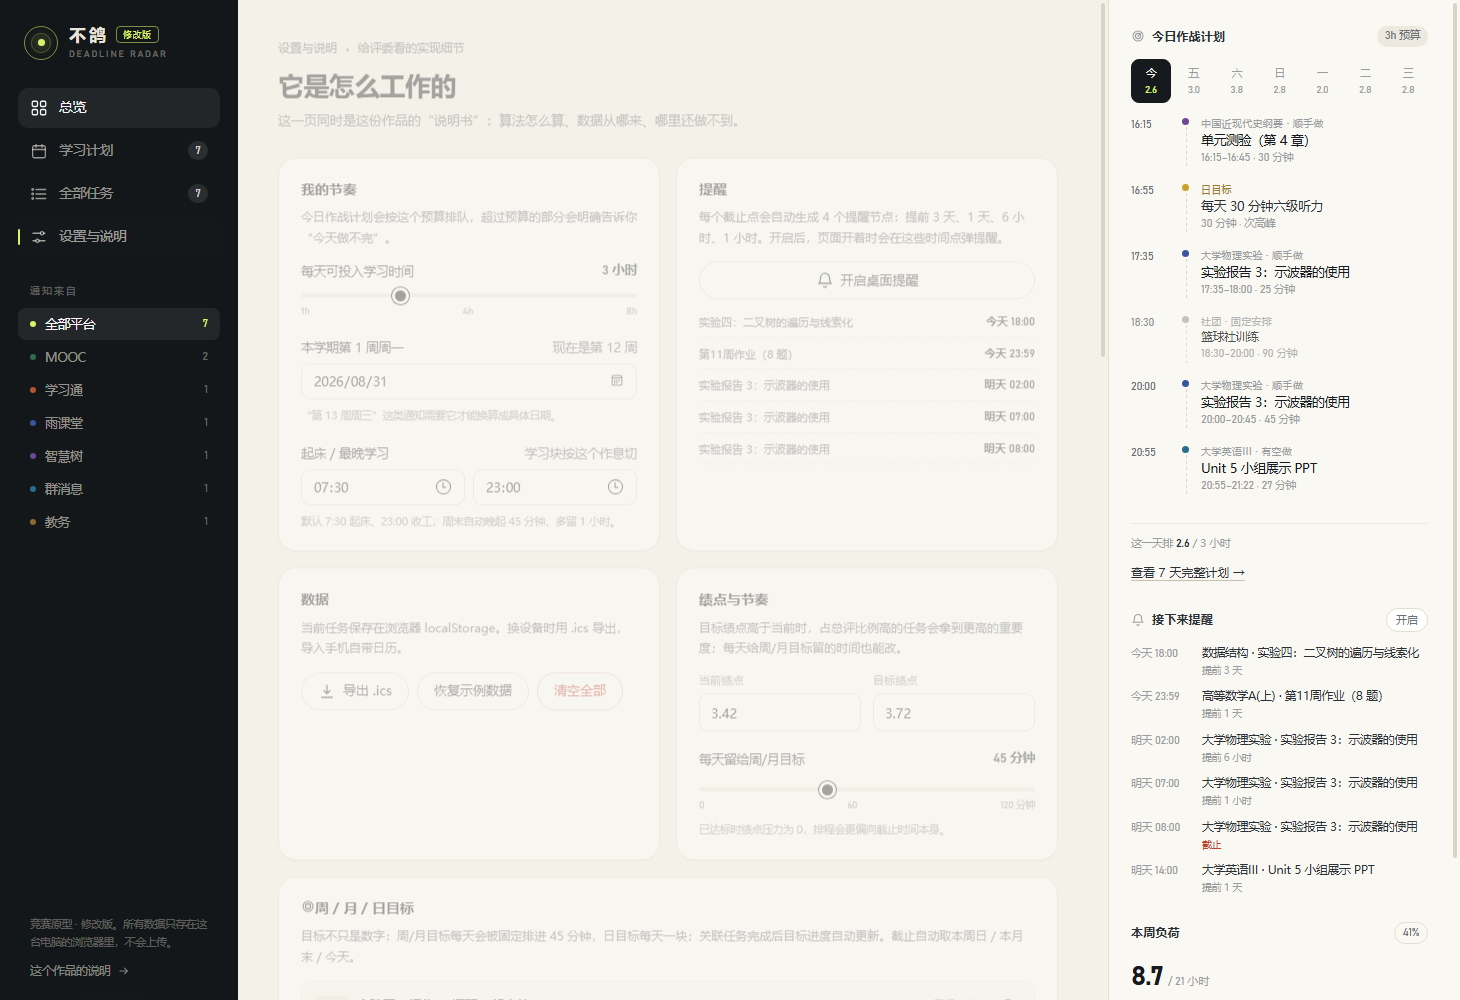 不鸽 修改版
DEADLINE RADAR
总览
学习计划 7
全部任务 7
设置与说明
通知来自
全部平台 7
MOOC 2
学习通 1
雨课堂 1
智慧树 1
群消息 1
教务 1
竞赛原型 · 修改版。所有数据只存在这
台电脑的浏览器里，不会上传。
这个作品的说明 →
设置与说明 · 给评委看的实现细节
它是怎么工作的
这一页同时是这份作品的“说明书”：算法怎么算、数据从哪来、哪里还做不到。
我的节奏
今日作战计划会按这个预算排队，超过预算的部分会明确告诉你
“今天做不完”。
每天可投入学习时间 3 小时
1h 4h 8h
本学期第 1 周周一 现在是第 12 周
2026/08/31
“第 13 周周三”这类通知需要它才能换算成具体日期。
起床 / 最晚学习 学习块按这个作息切
07:30 23:00
默认 7:30 起床、23:00 收工；周末自动晚起 45 分钟，多留 1 小时。
提醒
每个截止点会自动生成 4 个提醒节点：提前 3 天、1 天、6 小
时、1 小时。开启后，页面开着时会在这些时间点弹提醒。
开启桌面提醒
实验四：二叉树的遍历与线索化 今天 18:00
第11周作业（8 题） 今天 23:59
实验报告 3：示波器的使用 明天 02:00
实验报告 3：示波器的使用 明天 07:00
实验报告 3：示波器的使用 明天 08:00
数据
当前任务保存在浏览器 localStorage。换设备时用 .ics 导出，
导入手机自带日历。
导出 .ics 恢复示例数据 清空全部
绩点与节奏
目标绩点高于当前时，占总评比例高的任务会拿到更高的重要
度；每天给周/月目标留的时间也能改。
当前绩点 目标绩点
3.42 3.72
每天留给周/月目标 45 分钟
0 60 120 分钟
已达标时绩点压力为 0，排程会更偏向截止时间本身。
周 / 月 / 日目标
目标不只是数字：周/月目标每天会被固定排进 45 分钟，日目标每天一块；关联任务完成后目标进度自动更新。截止自动取本周日 / 本月
末 / 今天。
今日作战计划 3h 预算
今 五 六 日 一 二 三
2.6 3.0 3.8 2.8 2.0 2.8 2.8
16:15 中国近现代史纲要 · 顺手做
单元测验（第 4 章）
16:15–16:45 · 30 分钟
16:55 日目标
每天 30 分钟六级听力
30 分钟 · 次高峰
17:35 大学物理实验 · 顺手做
实验报告 3：示波器的使用
17:35–18:00 · 25 分钟
18:30 社团 · 固定安排
篮球社训练
18:30–20:00 · 90 分钟
20:00 大学物理实验 · 顺手做
实验报告 3：示波器的使用
20:00–20:45 · 45 分钟
20:55 大学英语III · 有空做
Unit 5 小组展示 PPT
20:55–21:22 · 27 分钟
这一天排 2.6 / 3 小时
查看 7 天完整计划 →
接下来提醒 开启
今天 18:00 数据结构 · 实验四：二叉树的遍历与线索化
提前 3 天
今天 23:59 高等数学A(上) · 第11周作业（8 题）
提前 1 天
明天 02:00 大学物理实验 · 实验报告 3：示波器的使用
提前 6 小时
明天 07:00 大学物理实验 · 实验报告 3：示波器的使用
提前 1 小时
明天 08:00 大学物理实验 · 实验报告 3：示波器的使用
截止
明天 14:00 大学英语III · Unit 5 小组展示 PPT
提前 1 天
本周负荷 41%
8.7 / 21 小时